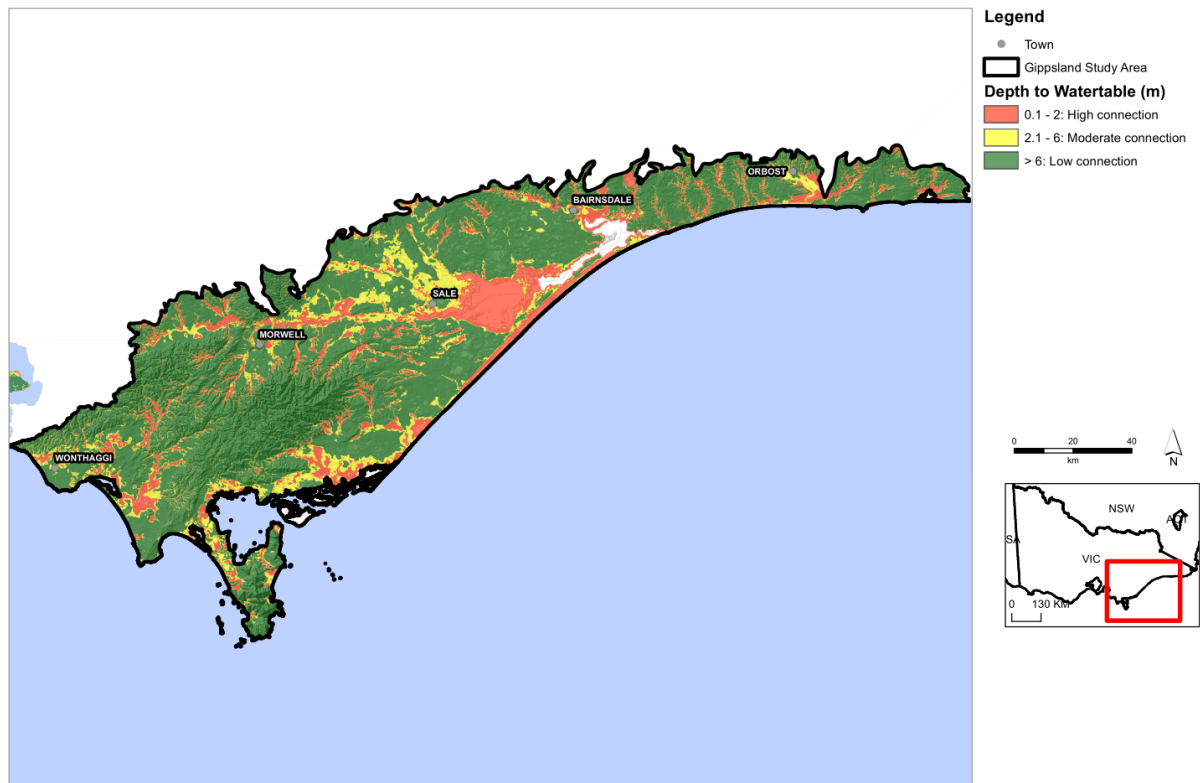 Legend
Town
Gippsland Study Area
Depth to Watertable (m)
0.1 - 2: High connection
2.1 - 6: Moderate connection
> 6: Low connection
ORBOST
BAIRNSDALE
SALE
MORWELL
WONTHAGGI
0 20 40
km
N
NSW
ACT
SA
VIC
0 130 KM